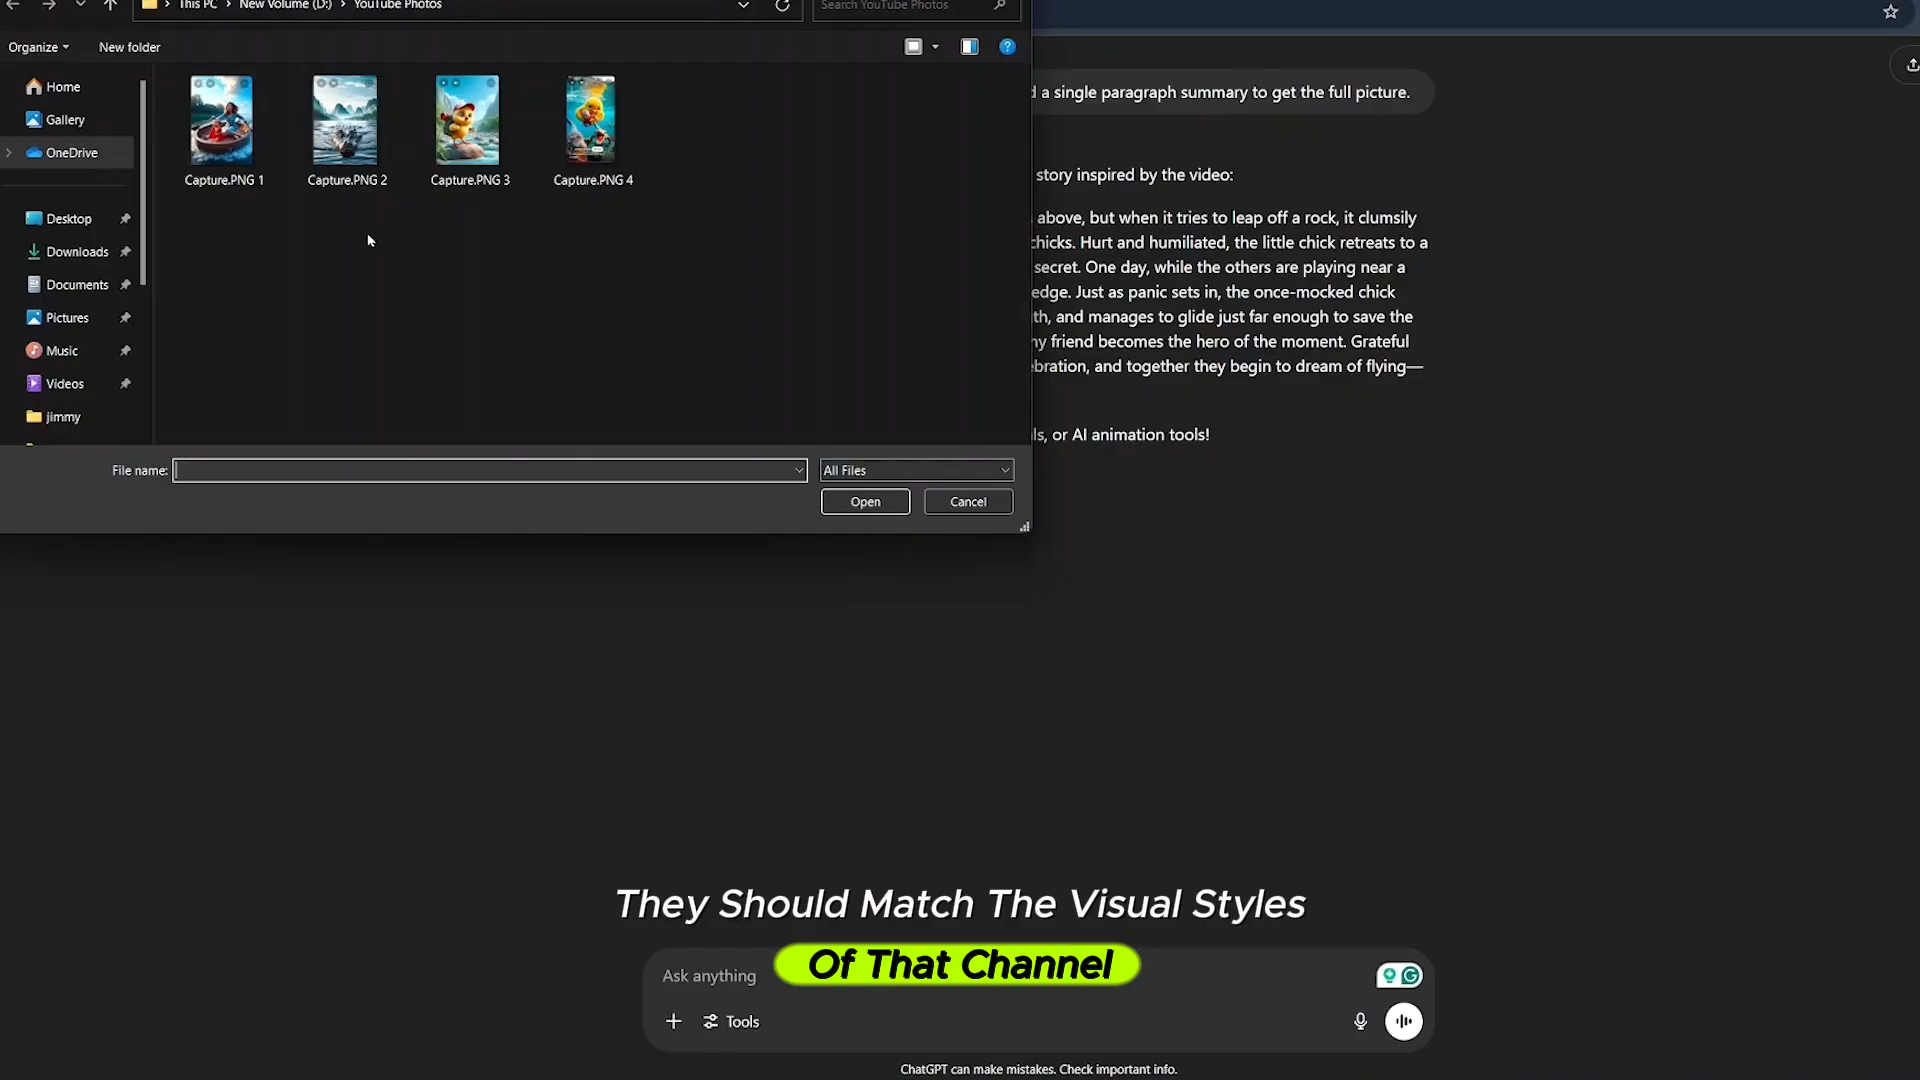 This PC > New Volume (D:) > YouTube Photos
Search YouTube Photos
Organize
New folder
Home
Gallery
OneDrive
Desktop
Downloads
Documents
Pictures
Music
Videos
jimmy
Capture.PNG 1
Capture.PNG 2
Capture.PNG 3
Capture.PNG 4
File name:
All Files
Open
Cancel
a single paragraph summary to get the full picture.
story inspired by the video:
above, but when it tries to leap off a rock, it clumsily
chicks. Hurt and humiliated, the little chick retreats to a
secret. One day, while the others are playing near a
edge. Just as panic sets in, the once-mocked chick
th, and manages to glide just far enough to save the
ny friend becomes the hero of the moment. Grateful
bration, and together they begin to dream of flying—
ls, or AI animation tools!
They Should Match The Visual Styles
Of That Channel
Ask anything
Tools
ChatGPT can make mistakes. Check important info.